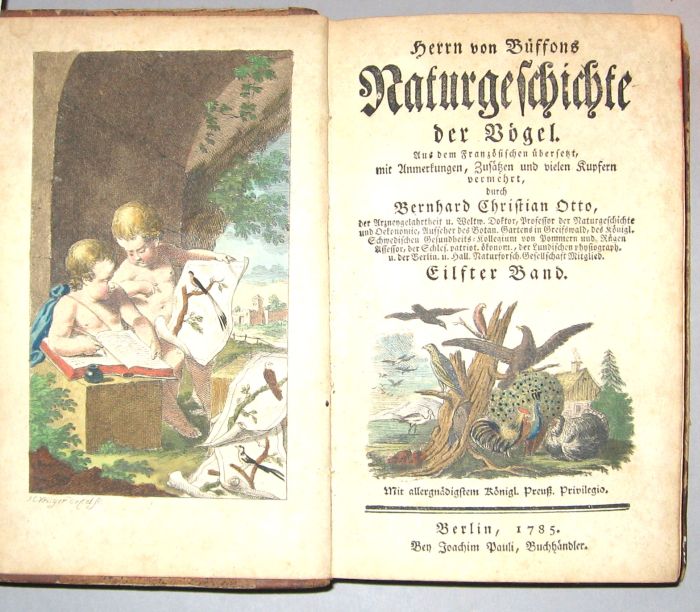 Herrn von Büffons
Naturgeschichte
der Vögel.
Aus dem Französischen übersetzt,
mit Anmerkungen, Zusätzen und vielen Kupfern
vermehrt,
durch
Bernhard Christian Otto,
der Arzneygelahrtheit u. Weltw. Doktor, Professor der Naturgeschichte
und Oekonomie, Aufseher des Botan. Gartens in Greifswald, des Königl.
Schwedischen Gesundheits-Kollegium von Pommern und Rügen
Assessor, der Schles. patriot. ökonom., der Lundischen physiograph.
u. der Berlin. u. Hall. Naturforsch. Gesellschaft Mitglied.
Eilfter Band.
Mit allergnädigstem Königl. Preuß. Privilegio.
Berlin, 1785.
Bey Joachim Pauli, Buchhändler.